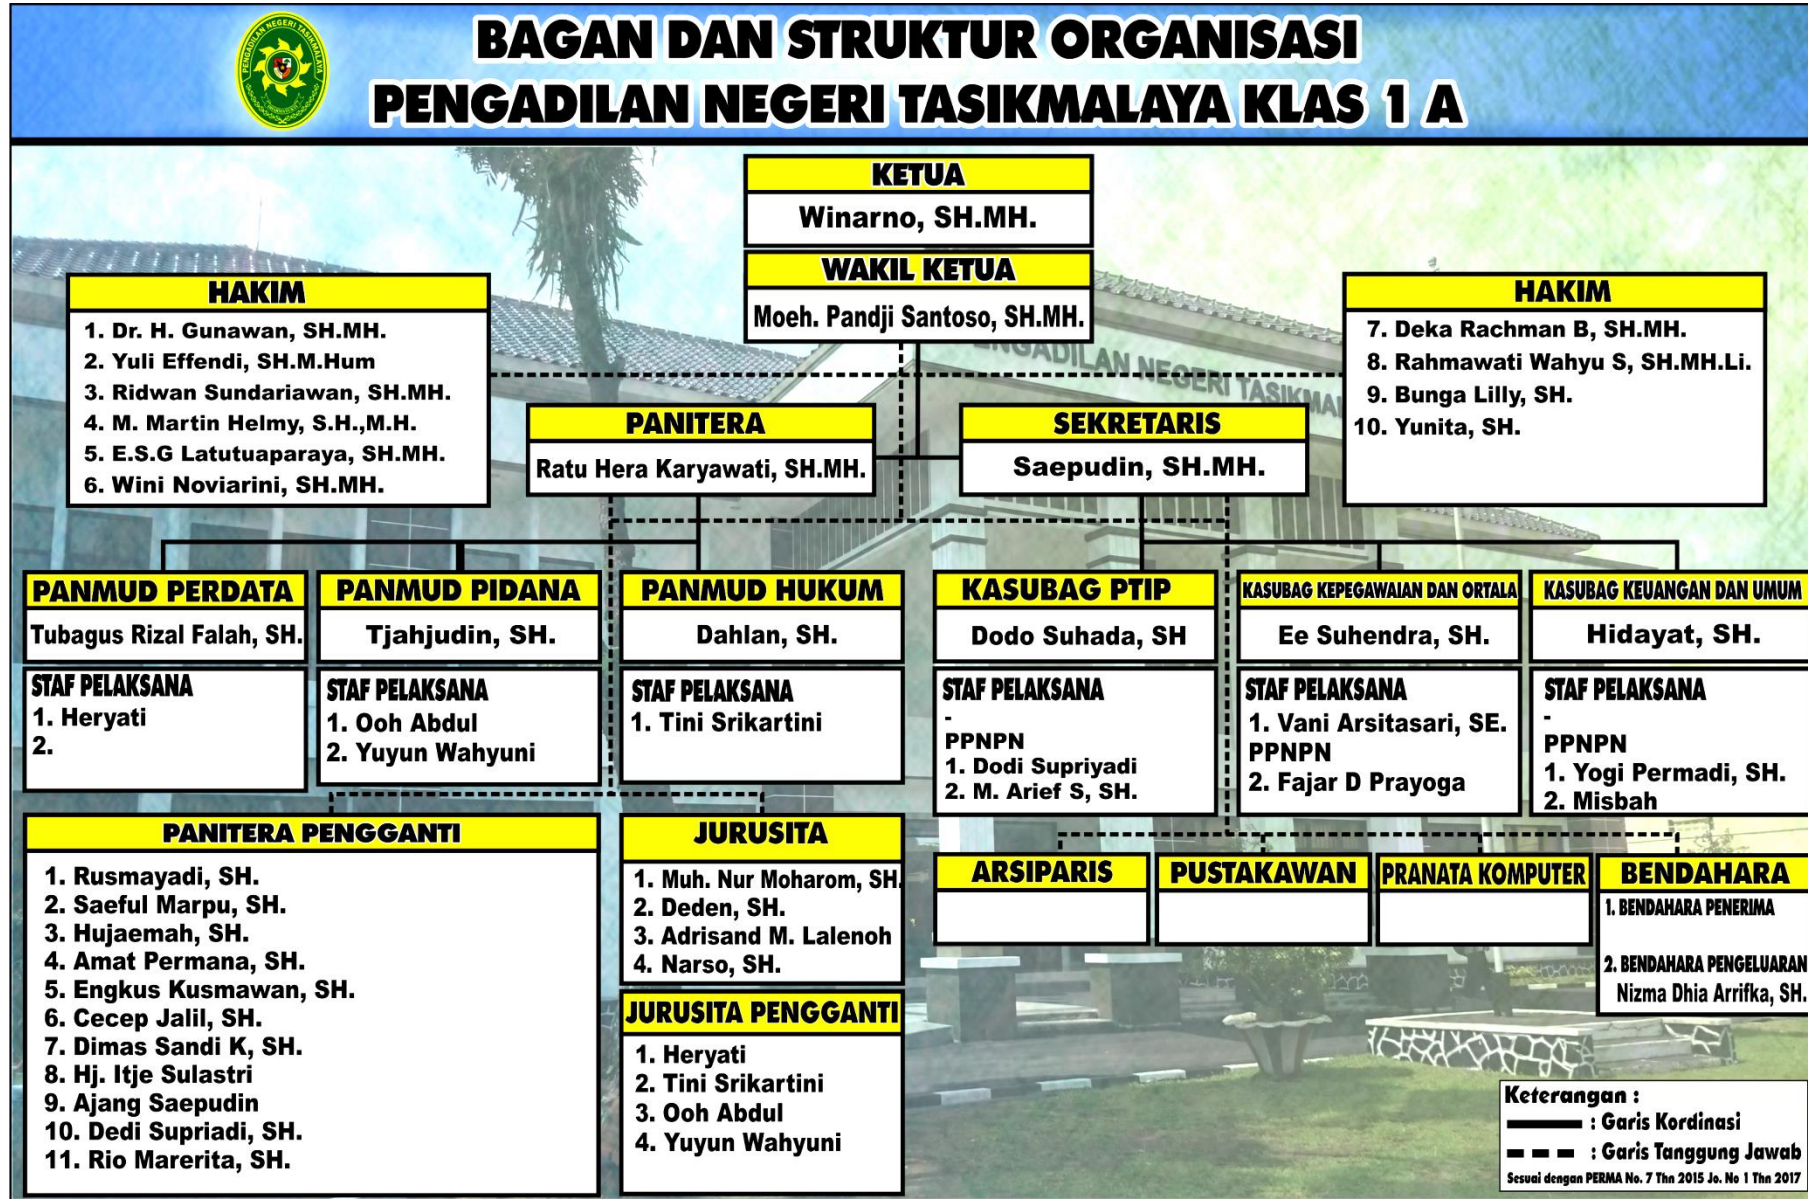 PENGADILAN NEGERI TASIKMALAYA
BAGAN DAN STRUKTUR ORGANISASI
PENGADILAN NEGERI TASIKMALAYA KLAS 1 A
KETUA
Winarno, SH.MH.
WAKIL KETUA
Moeh. Pandji Santoso, SH.MH.
HAKIM
1. Dr. H. Gunawan, SH.MH.
2. Yuli Effendi, SH.M.Hum
3. Ridwan Sundariawan, SH.MH.
4. M. Martin Helmy, S.H.,M.H.
5. E.S.G Latutuaparaya, SH.MH.
6. Wini Noviarini, SH.MH.
HAKIM
7. Deka Rachman B, SH.MH.
8. Rahmawati Wahyu S, SH.MH.Li.
9. Bunga Lilly, SH.
10. Yunita, SH.
PENGADILAN NEGERI
PANITERA
Ratu Hera Karyawati, SH.MH.
SEKRETARIS
Saepudin, SH.MH.
PANMUD PERDATA
Tubagus Rizal Falah, SH.
STAF PELAKSANA
1. Heryati
2.
PANMUD PIDANA
Tjahjudin, SH.
STAF PELAKSANA
1. Ooh Abdul
2. Yuyun Wahyuni
PANMUD HUKUM
Dahlan, SH.
STAF PELAKSANA
1. Tini Srikartini
KASUBAG PTIP
Dodo Suhada, SH
STAF PELAKSANA
-
PPNPN
1. Dodi Supriyadi
2. M. Arief S, SH.
KASUBAG KEPEGAWAIAN DAN ORTALA
Ee Suhendra, SH.
STAF PELAKSANA
1. Vani Arsitasari, SE.
PPNPN
2. Fajar D Prayoga
KASUBAG KEUANGAN DAN UMUM
Hidayat, SH.
STAF PELAKSANA
-
PPNPN
1. Yogi Permadi, SH.
2. Misbah
PANITERA PENGGANTI
1. Rusmayadi, SH.
2. Saeful Marpu, SH.
3. Hujaemah, SH.
4. Amat Permana, SH.
5. Engkus Kusmawan, SH.
6. Cecep Jalil, SH.
7. Dimas Sandi K, SH.
8. Hj. Itje Sulastri
9. Ajang Saepudin
10. Dedi Supriadi, SH.
11. Rio Marerita, SH.
JURUSITA
1. Muh. Nur Moharom, SH.
2. Deden, SH.
3. Adrisand M. Lalenoh
4. Narso, SH.
JURUSITA PENGGANTI
1. Heryati
2. Tini Srikartini
3. Ooh Abdul
4. Yuyun Wahyuni
ARSIPARIS
PUSTAKAWAN
PRANATA KOMPUTER
BENDAHARA
1. BENDAHARA PENERIMA
2. BENDAHARA PENGELUARAN
Nizma Dhia Arrifka, SH.
Keterangan :
: Garis Kordinasi
: Garis Tanggung Jawab
Sesuai dengan PERMA No. 7 Thn 2015 Jo. No 1 Thn 2017